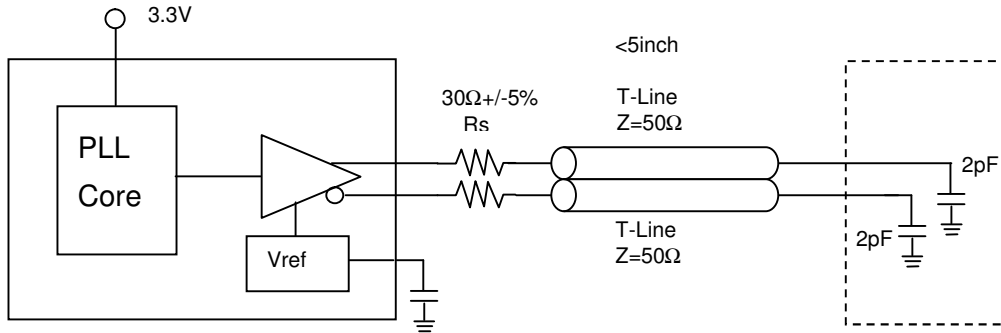 3.3V
<5inch
30Ω+/-5%
Rs
T-Line
Z=50Ω
PLL
Core
2pF
2pF
Vref
T-Line
Z=50Ω